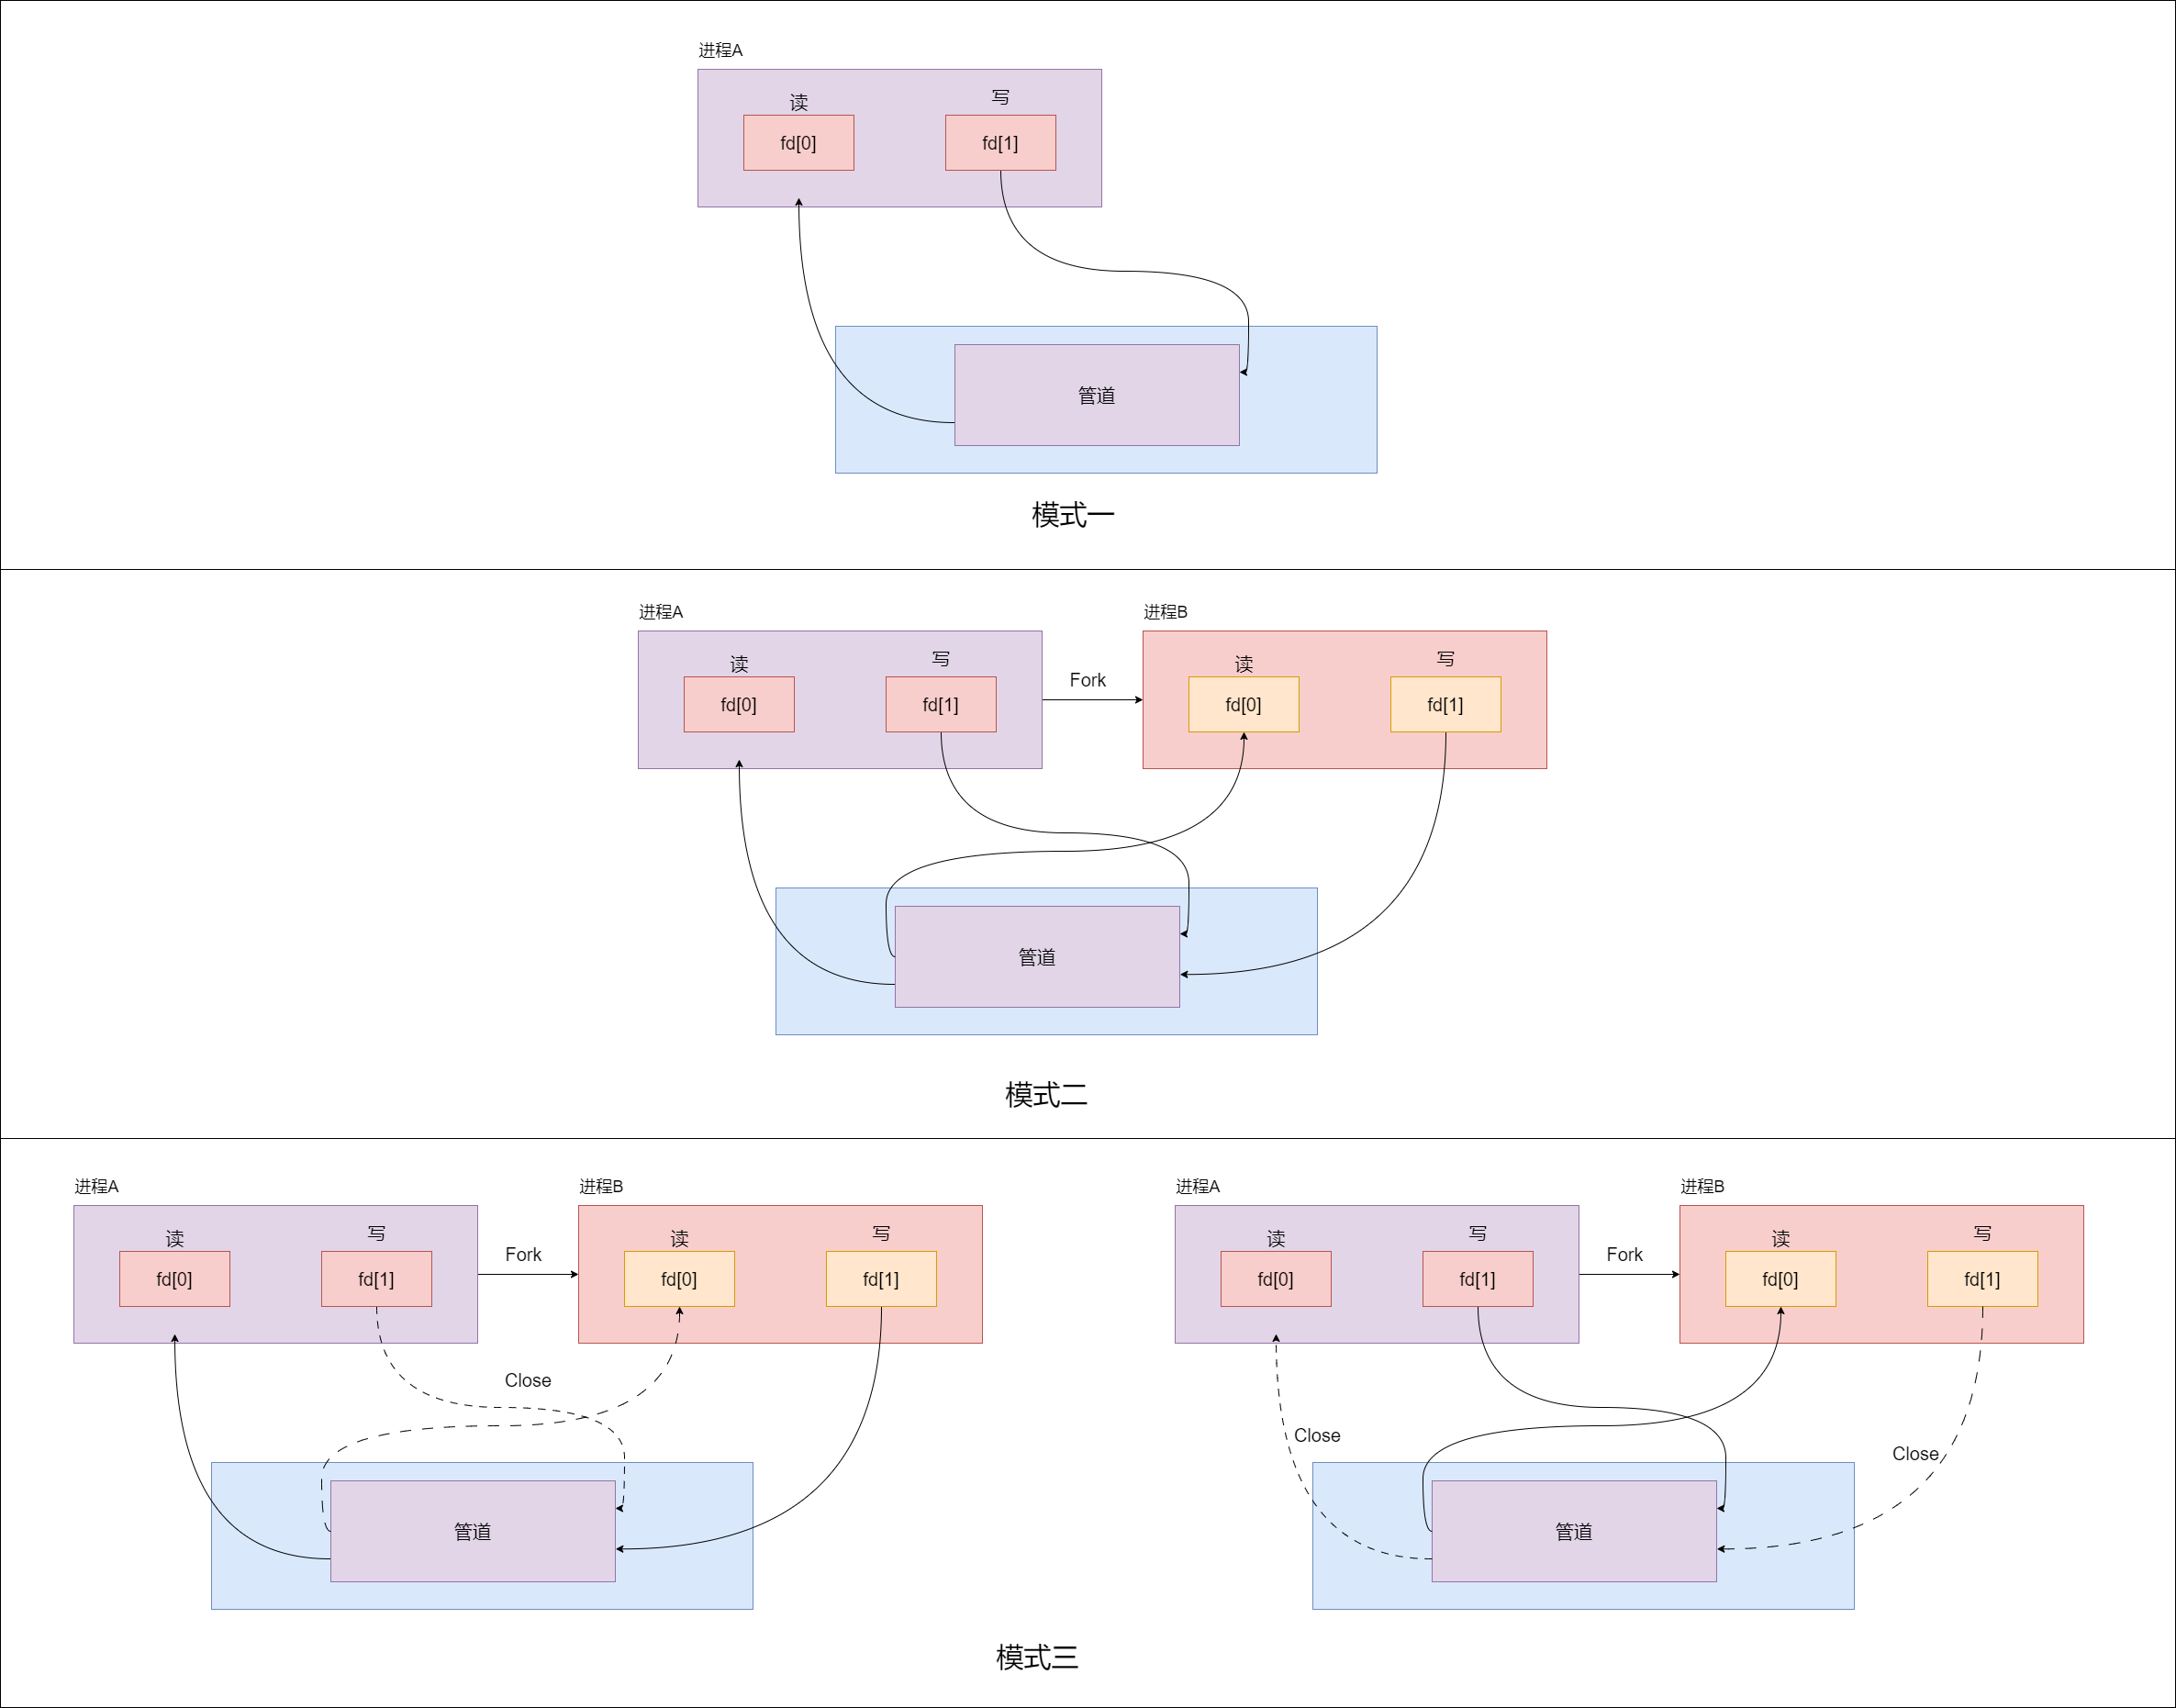 进程A
读
写
fd[0]
fd[1]
管道
模式一
进程A
进程B
读
写
Fork
读
写
fd[0]
fd[1]
fd[0]
fd[1]
管道
模式二
进程A
进程B
读
写
Fork
读
写
fd[0]
fd[1]
fd[0]
fd[1]
Close
管道
进程A
进程B
读
写
Fork
读
写
fd[0]
fd[1]
fd[0]
fd[1]
Close
Close
管道
模式三